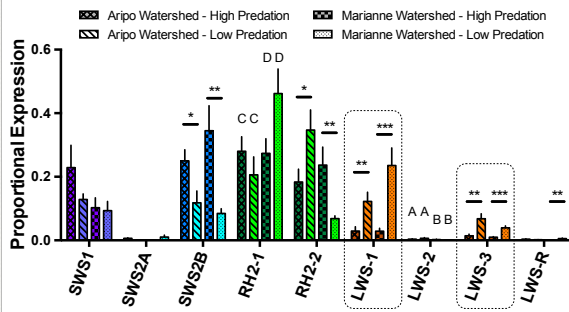 Aripo Watershed - High Predation
Marianne Watershed - High Predation
Aripo Watershed - Low Predation
Marianne Watershed - Low Predation
Proportional Expression
0.6
0.4
0.2
0.0
*
**
C C
D D
*
**
**
***
A A
B B
**
***
**
SWS1
SWS2A
SWS2B
RH2-1
RH2-2
LWS-1
LWS-2
LWS-3
LWS-R